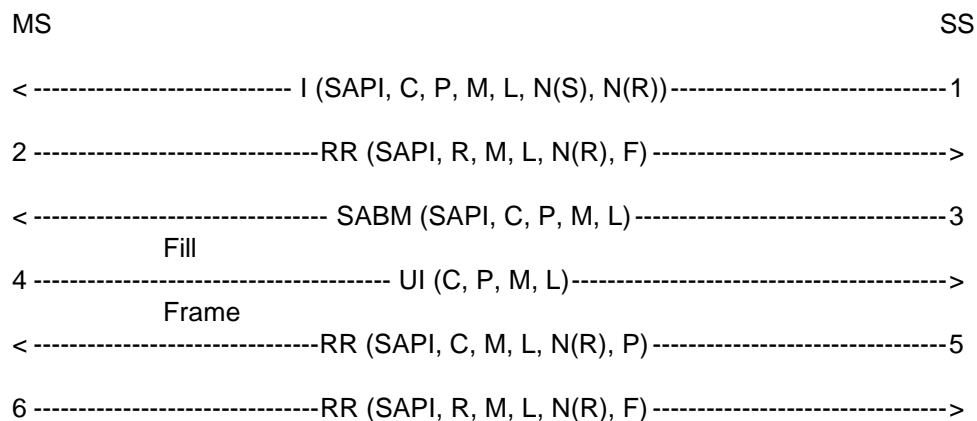 MS SS
< ----------------------------- I (SAPI, C, P, M, L, N(S), N(R))-------------------------------1
2 --------------------------------RR (SAPI, R, M, L, N(R), F) --------------------------------->
< --------------------------------- SABM (SAPI, C, P, M, L)-----------------------------------3
Fill
4 ---------------------------------------- UI (C, P, M, L)------------------------------------------>
Frame
< --------------------------------RR (SAPI, C, M, L, N(R), P)---------------------------------5
6 --------------------------------RR (SAPI, R, M, L, N(R), F) --------------------------------->